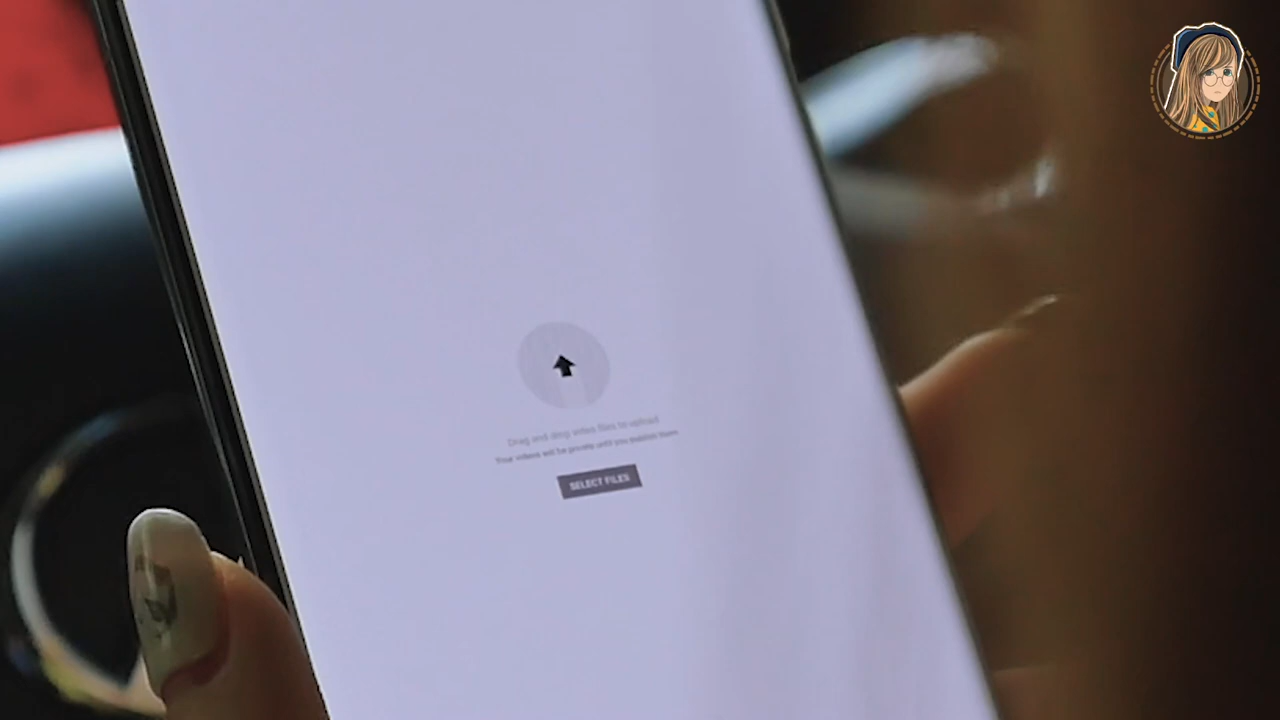 Drag and drop video files to upload
Your videos will be private until you publish them.
SELECT FILES